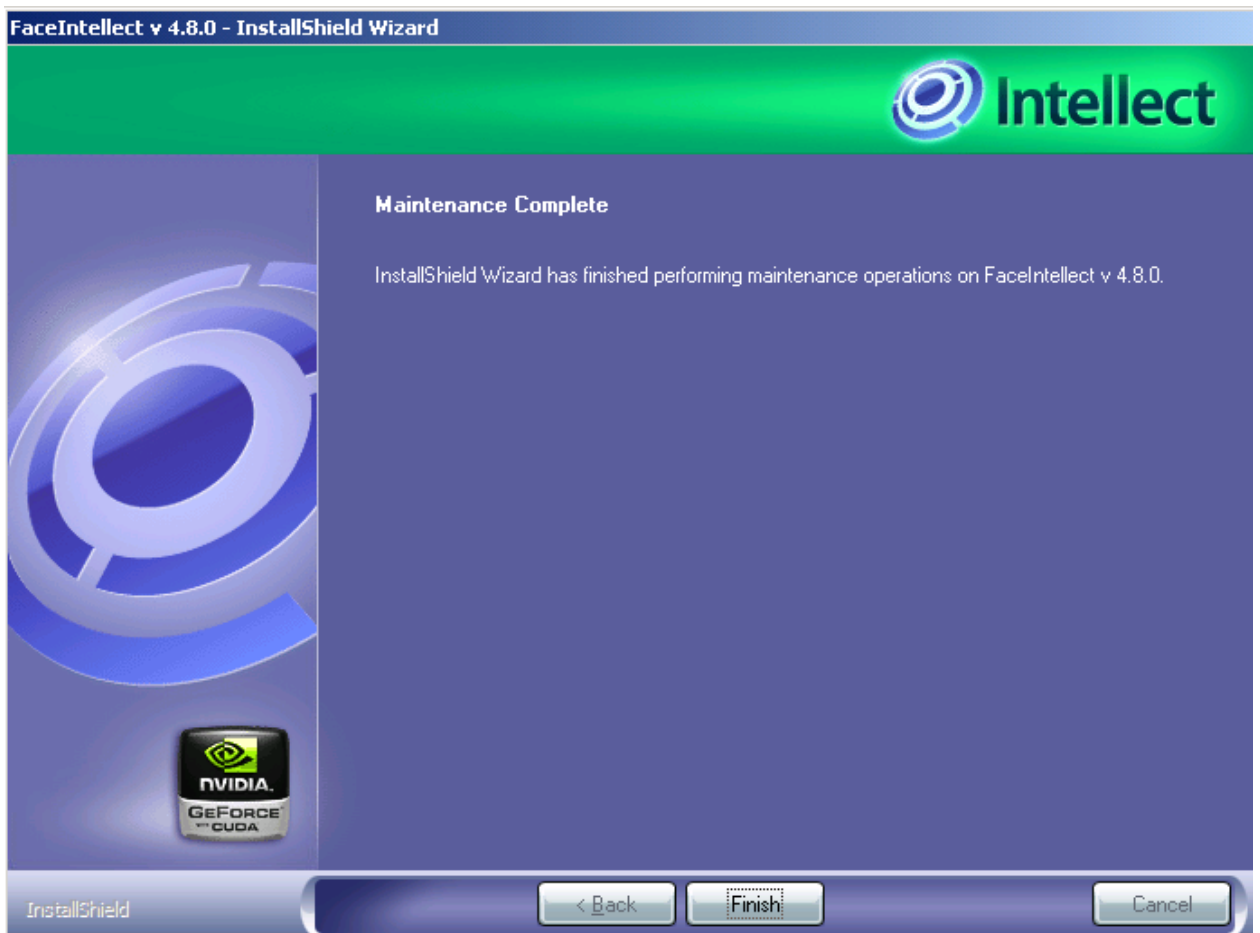 FaceIntellect v 4.8.0 - InstallShield Wizard
Intellect
Maintenance Complete
InstallShield Wizard has finished performing maintenance operations on FaceIntellect v 4.8.0.
NVIDIA.
GEFORCE
WITH CUDA
InstallShield
< Back
Finish
Cancel